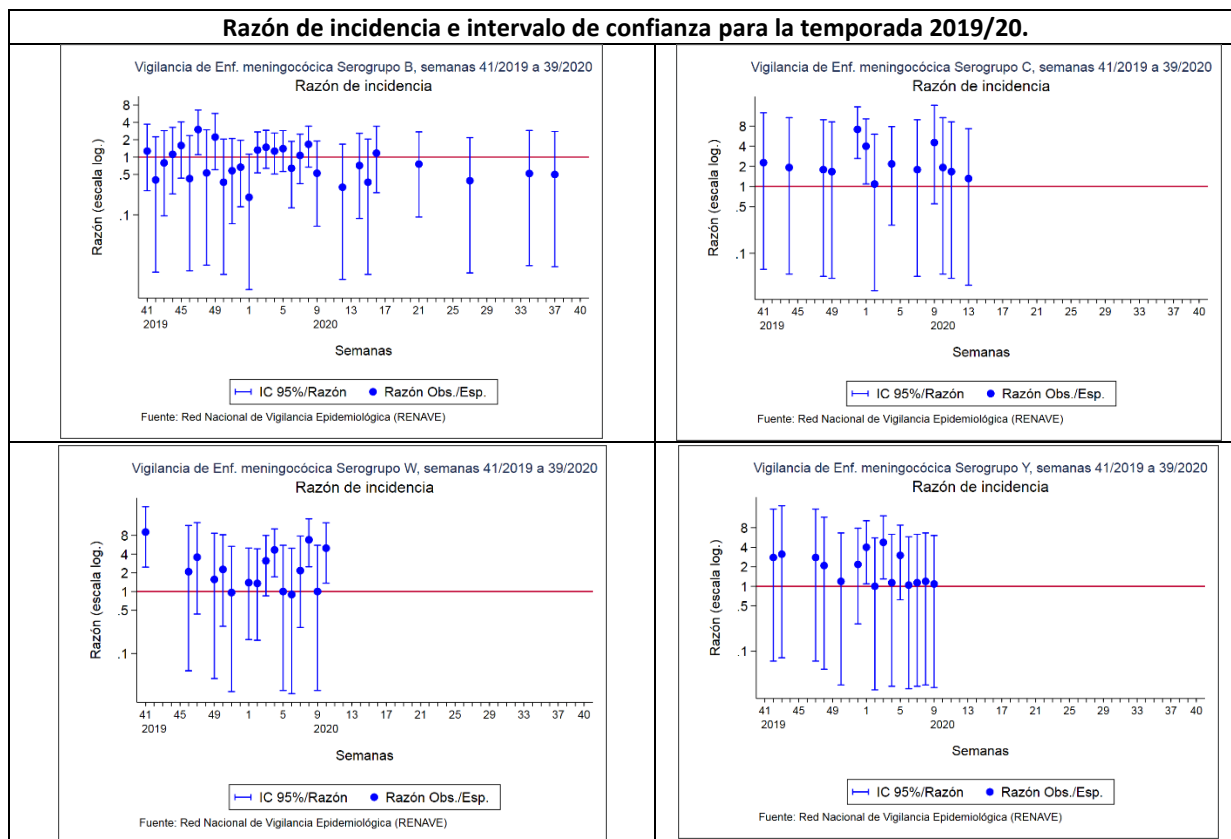 Razón de incidencia e intervalo de confianza para la temporada 2019/20.
Vigilancia de Enf. meningocócica Serogrupo B, semanas 41/2019 a 39/2020
Razón de incidencia
Razón (escala log.)
8
4
2
1
.5
.1
41 45 49 1 5 9 13 17 21 25 29 33 37 40
2019 2020
Semanas
IC 95%/Razón Razón Obs./Esp.
Fuente: Red Nacional de Vigilancia Epidemiológica (RENAVE)
Vigilancia de Enf. meningocócica Serogrupo C, semanas 41/2019 a 39/2020
Razón de incidencia
Razón (escala log.)
8
4
2
1
.5
.1
41 45 49 1 5 9 13 17 21 25 29 33 37 40
2019 2020
Semanas
IC 95%/Razón Razón Obs./Esp.
Fuente: Red Nacional de Vigilancia Epidemiológica (RENAVE)
Vigilancia de Enf. meningocócica Serogrupo W, semanas 41/2019 a 39/2020
Razón de incidencia
Razón (escala log.)
8
4
2
1
.5
.1
41 45 49 1 5 9 13 17 21 25 29 33 37 40
2019 2020
Semanas
IC 95%/Razón Razón Obs./Esp.
Fuente: Red Nacional de Vigilancia Epidemiológica (RENAVE)
Vigilancia de Enf. meningocócica Serogrupo Y, semanas 41/2019 a 39/2020
Razón de incidencia
Razón (escala log.)
8
4
2
1
.5
.1
41 45 49 1 5 9 13 17 21 25 29 33 37 40
2019 2020
Semanas
IC 95%/Razón Razón Obs./Esp.
Fuente: Red Nacional de Vigilancia Epidemiológica (RENAVE)